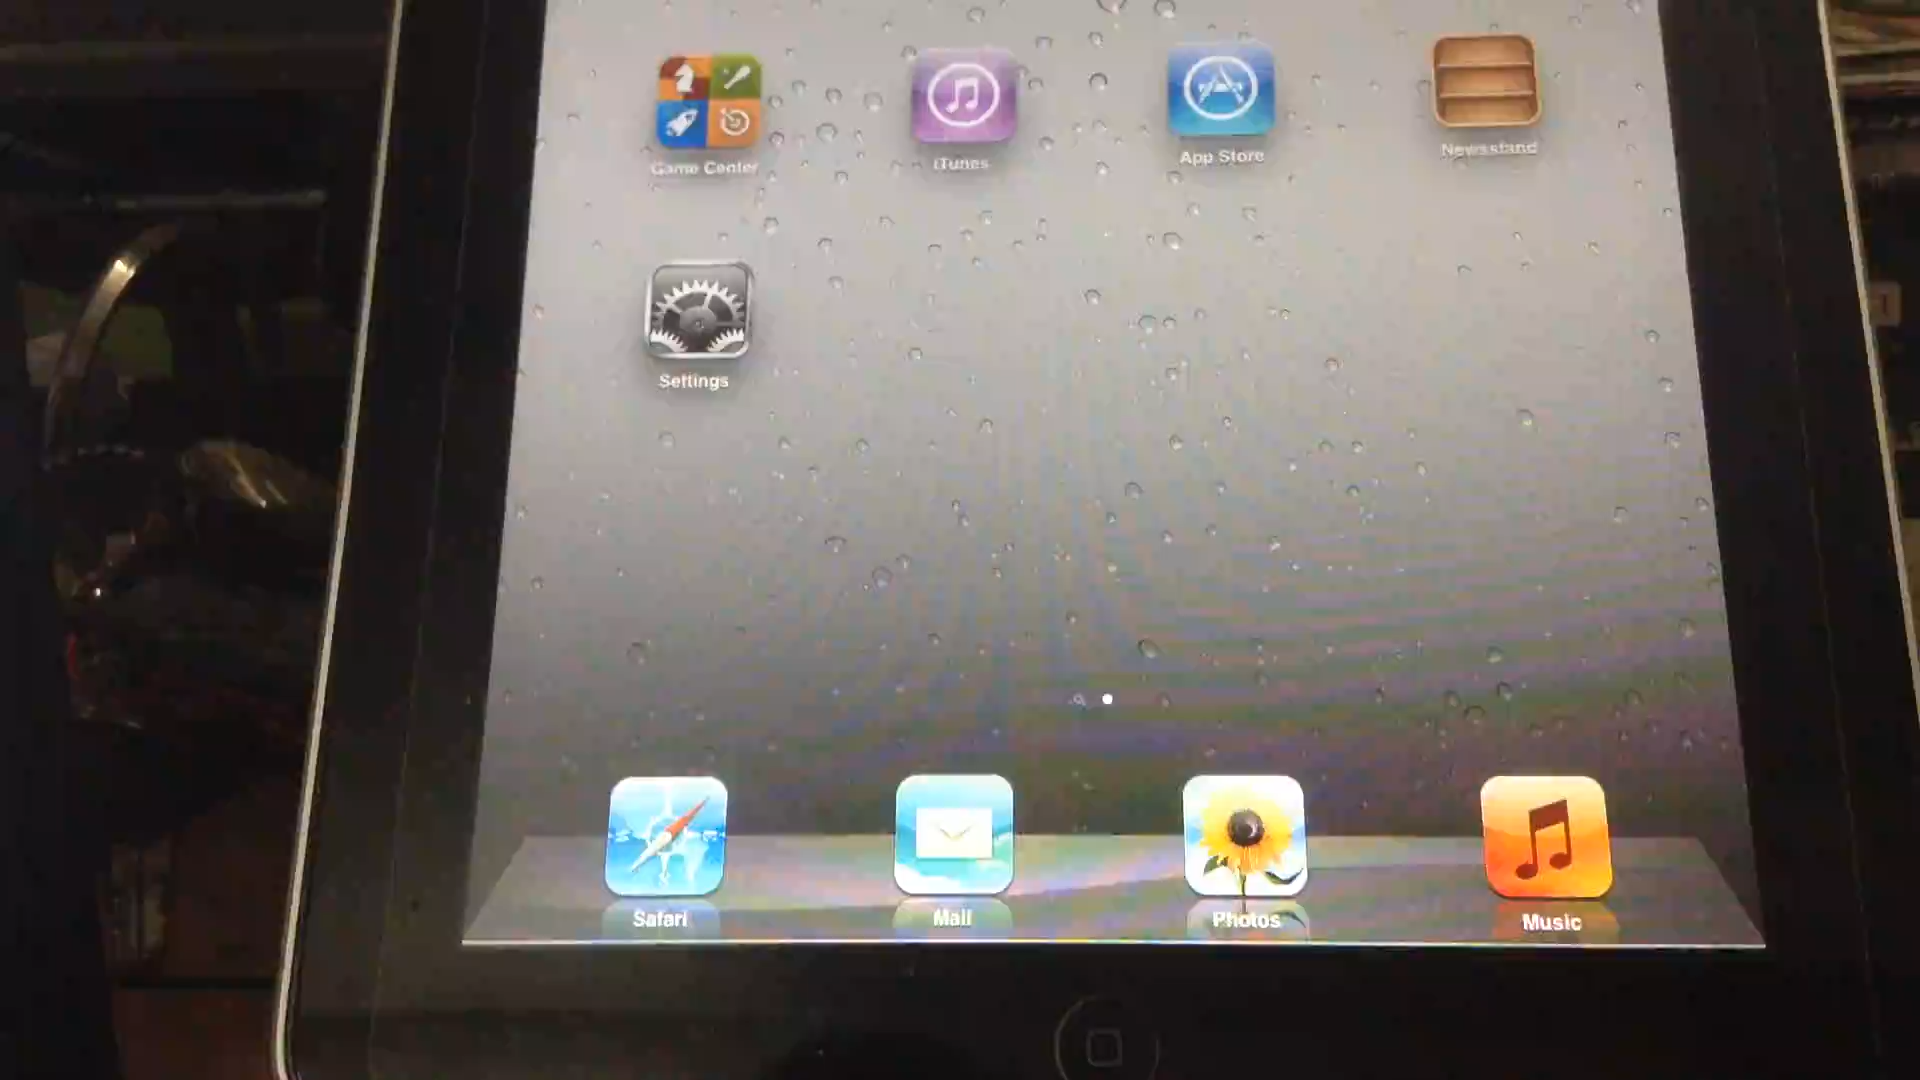 Game Center
iTunes
App Store
Newsstand
Settings
Safari
Mail
Photos
Music